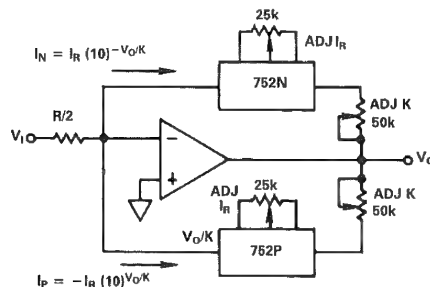 25k
ADJ I_R
I_N = I_R (10)^{-V_O/K}
752N
ADJ K
50k
R/2
V_I
−
+
V_O
ADJ
I_R
25k
ADJ K
50k
V_O/K
752P
I_P = −I_R (10)^{V_O/K}